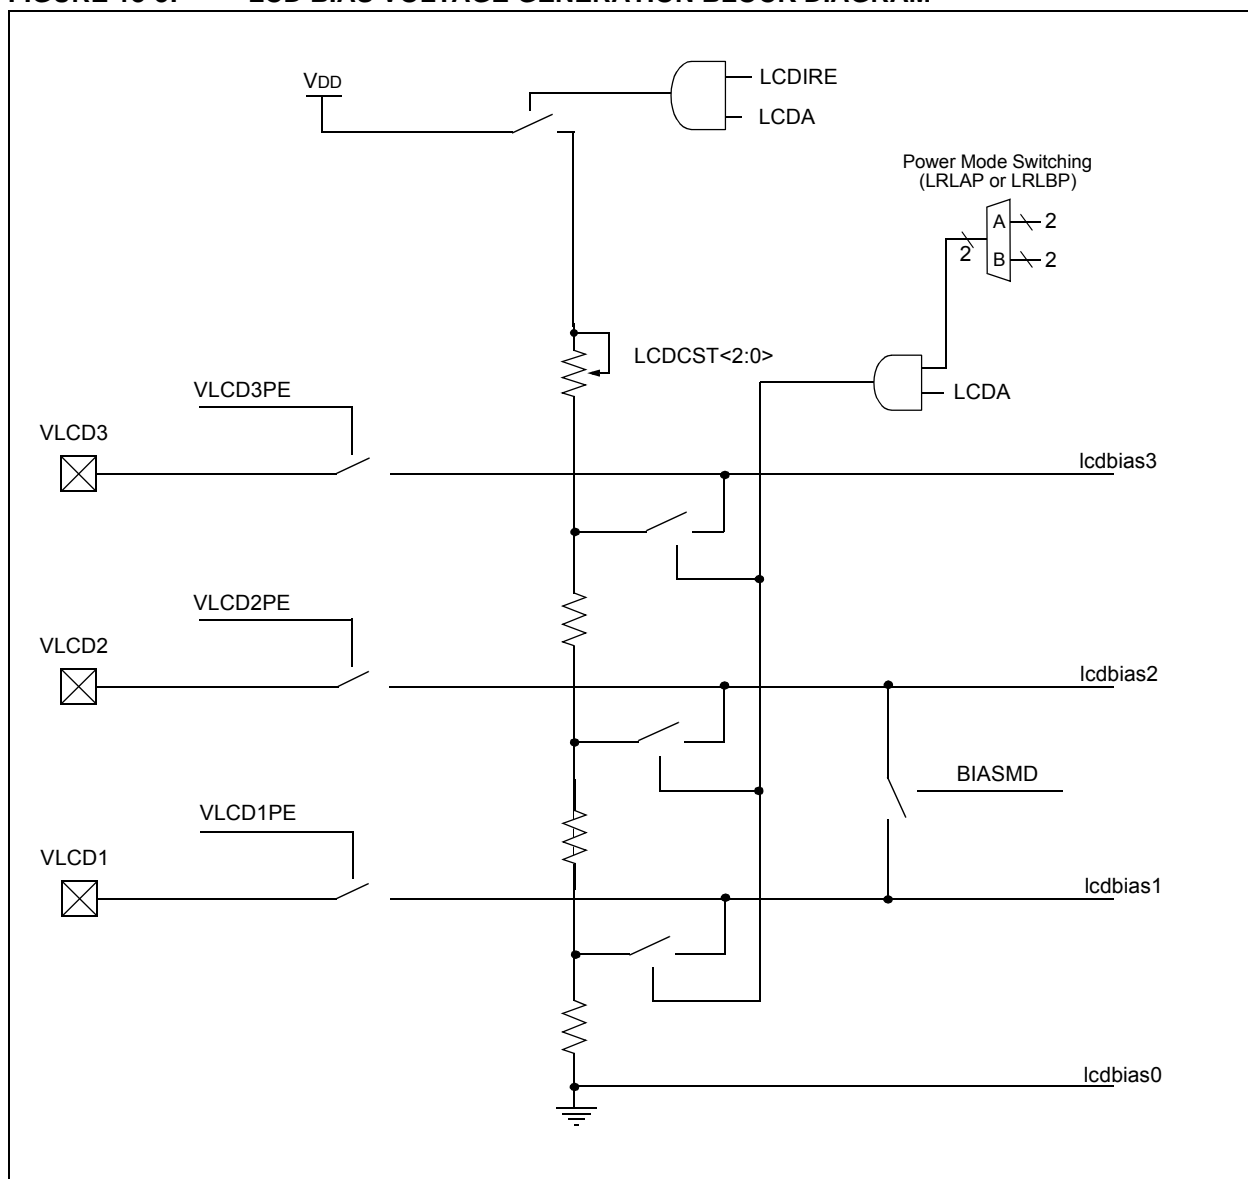 VDD
LCDIRE
LCDA
Power Mode Switching
(LRLAP or LRLBP)
A
2
2
B
2
LCDCST<2:0>
LCDA
VLCD3PE
VLCD3
lcdbias3
VLCD2PE
VLCD2
lcdbias2
BIASMD
VLCD1PE
VLCD1
lcdbias1
lcdbias0